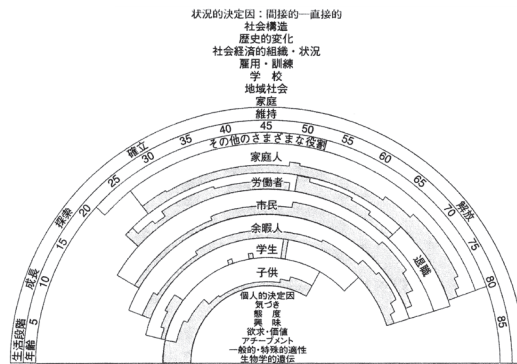 状況的決定因：間接的―直接的
社会構造
歴史的変化
社会経済的組織・状況
雇用・訓練
学 校
地域社会
家庭
維持
確立
探索
成長
生活段階
解放
年齢
5
10
15
20
25
30
35
40
45
50
55
60
65
70
75
80
85
その他のさまざまな役割
家庭人
労働者
市民
余暇人
学生
子供
退職
個人的決定因
気づき
態 度
興 味
欲求・価値
アチーブメント
一般的・特殊的適性
生物学的遺伝